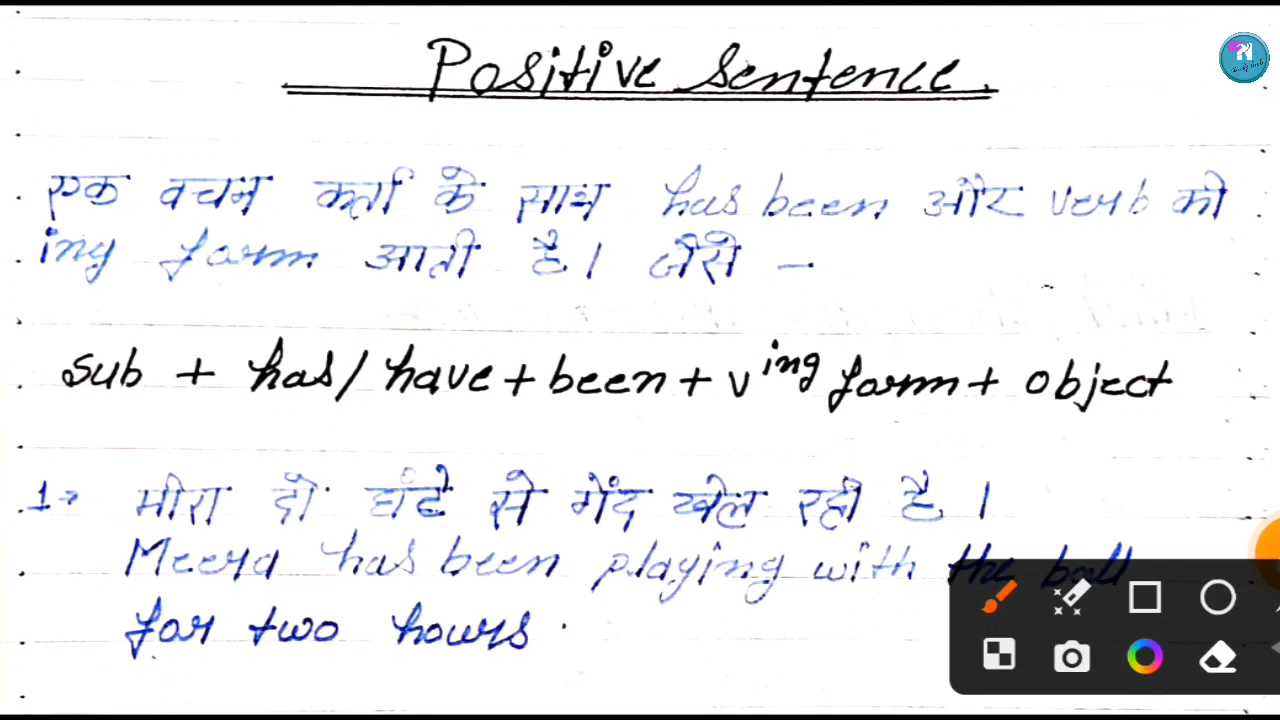 Positive Sentence.
एक वचन कर्ता के साथ has been और verb को
ing form आती है। जैसे –
sub + has/ have + been + v ing form + object
1→ मीरा दो घंटे से गेंद खेल रही है।
Meera has been playing with the ball
for two hours.